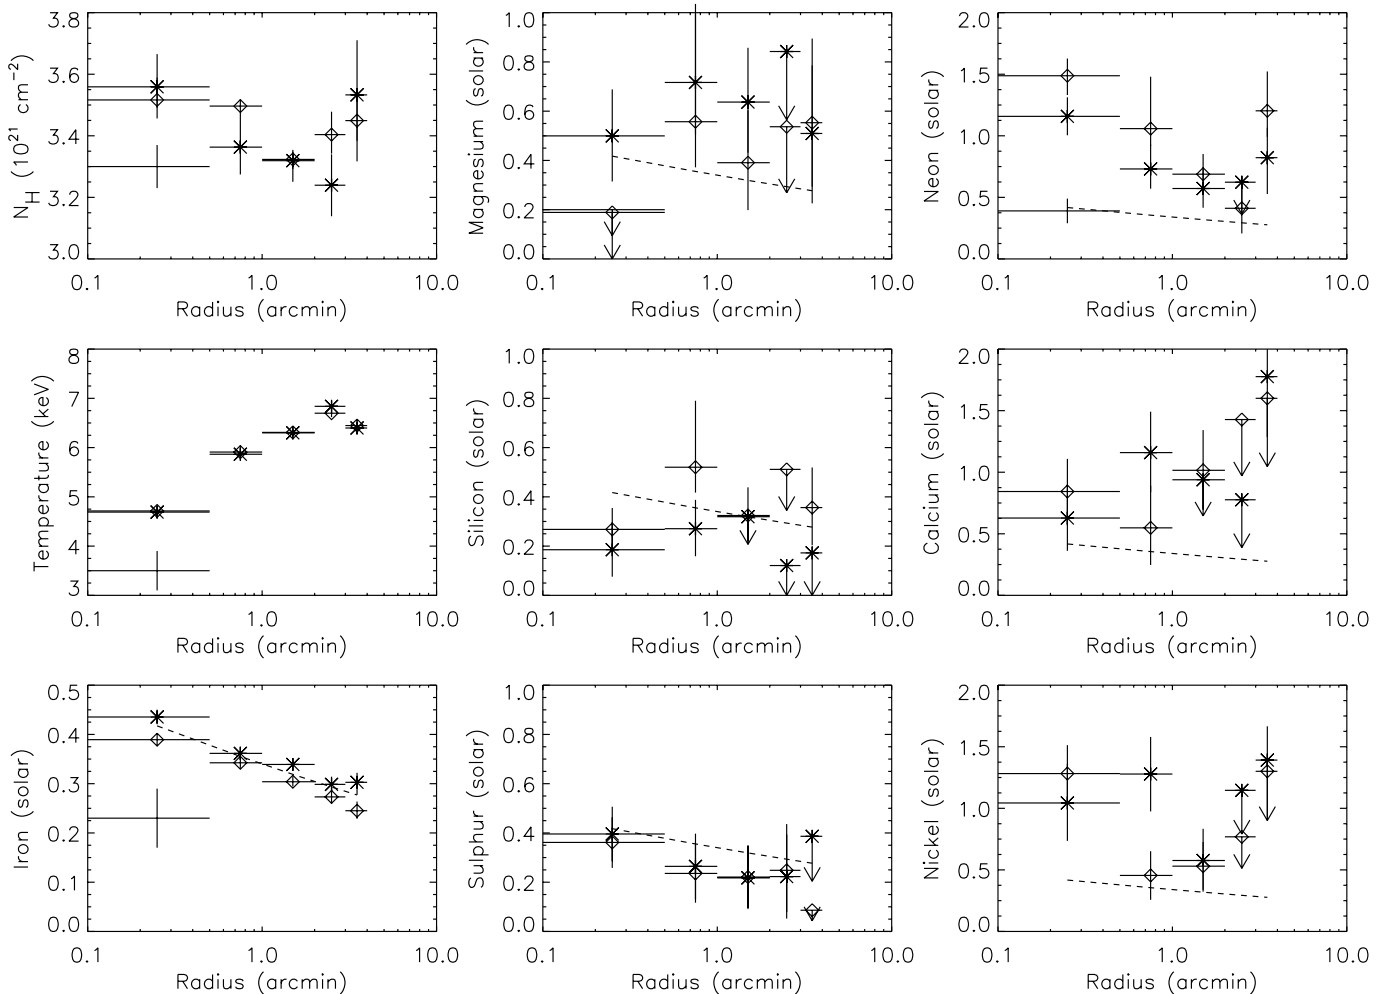 3.8
3.6
3.4
3.2
3.0
N_H (10^21 cm^−2)
0.1 1.0 10.0
Radius (arcmin)
1.0
0.8
0.6
0.4
0.2
0.0
Magnesium (solar)
0.1 1.0 10.0
Radius (arcmin)
2.0
1.5
1.0
0.5
0.0
Neon (solar)
0.1 1.0 10.0
Radius (arcmin)
8
7
6
5
4
3
Temperature (keV)
0.1 1.0 10.0
Radius (arcmin)
1.0
0.8
0.6
0.4
0.2
0.0
Silicon (solar)
0.1 1.0 10.0
Radius (arcmin)
2.0
1.5
1.0
0.5
0.0
Calcium (solar)
0.1 1.0 10.0
Radius (arcmin)
0.5
0.4
0.3
0.2
0.1
0.0
Iron (solar)
0.1 1.0 10.0
Radius (arcmin)
1.0
0.8
0.6
0.4
0.2
0.0
Sulphur (solar)
0.1 1.0 10.0
Radius (arcmin)
2.0
1.5
1.0
0.5
0.0
Nickel (solar)
0.1 1.0 10.0
Radius (arcmin)